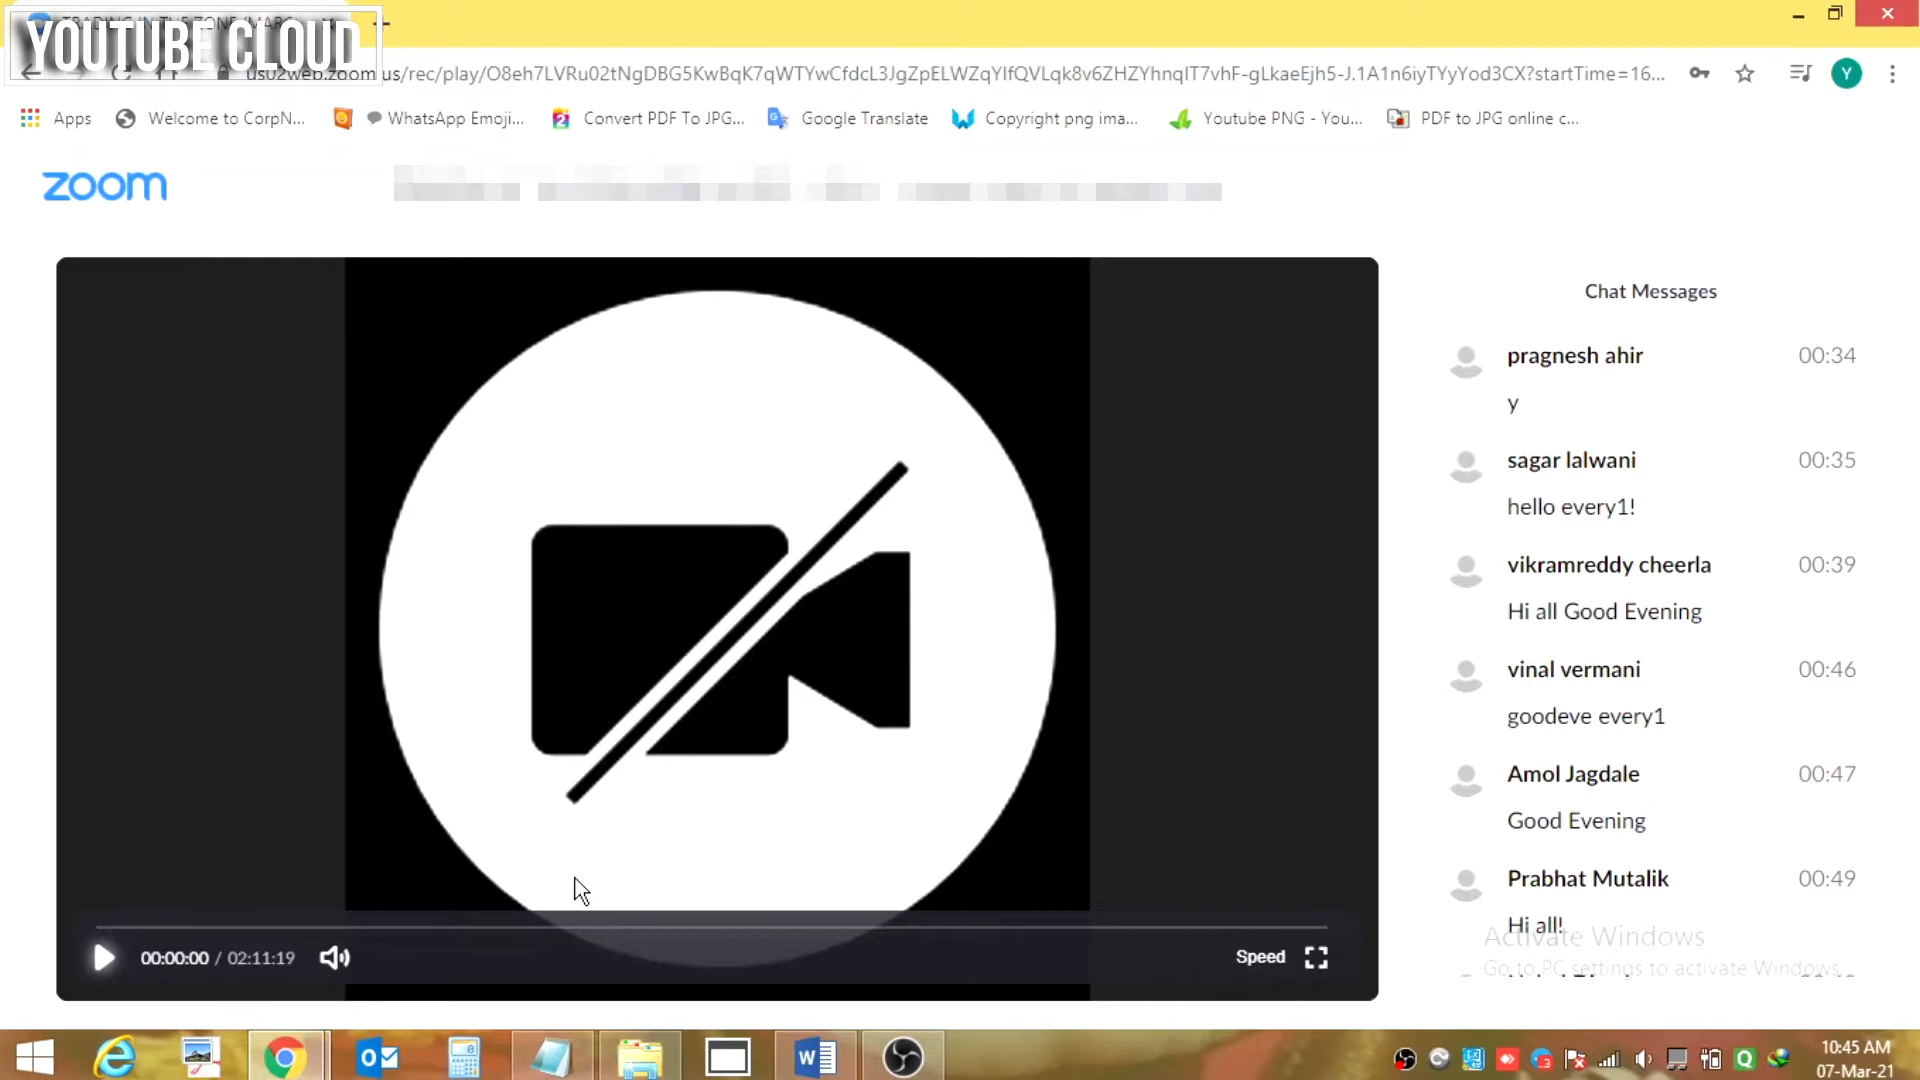 TRADING IN THE ZONE (MARC
YOUTUBE CLOUD
us02web.zoom.us/rec/play/O8eh7LVRu02tNgDBG5KwBqK7qWTYwCfdcL3JgZpELWZqYIfQVLqk8v6ZHZYhnqIT7vhF-gLkaeEjh5-J.1A1n6iyTYyYod3CX?startTime=16...
Y
Apps
Welcome to CorpN...
WhatsApp Emoji...
Convert PDF To JPG...
Google Translate
Copyright png ima...
Youtube PNG - You...
PDF to JPG online c...
zoom
Chat Messages
pragnesh ahir 00:34
y
sagar lalwani 00:35
hello every1!
vikramreddy cheerla 00:39
Hi all Good Evening
vinal vermani 00:46
goodeve every1
Amol Jagdale 00:47
Good Evening
Prabhat Mutalik 00:49
Hi all!
Activate Windows
Go to PC settings to activate Windows.
00:00:00 / 02:11:19
Speed
10:45 AM
07-Mar-21